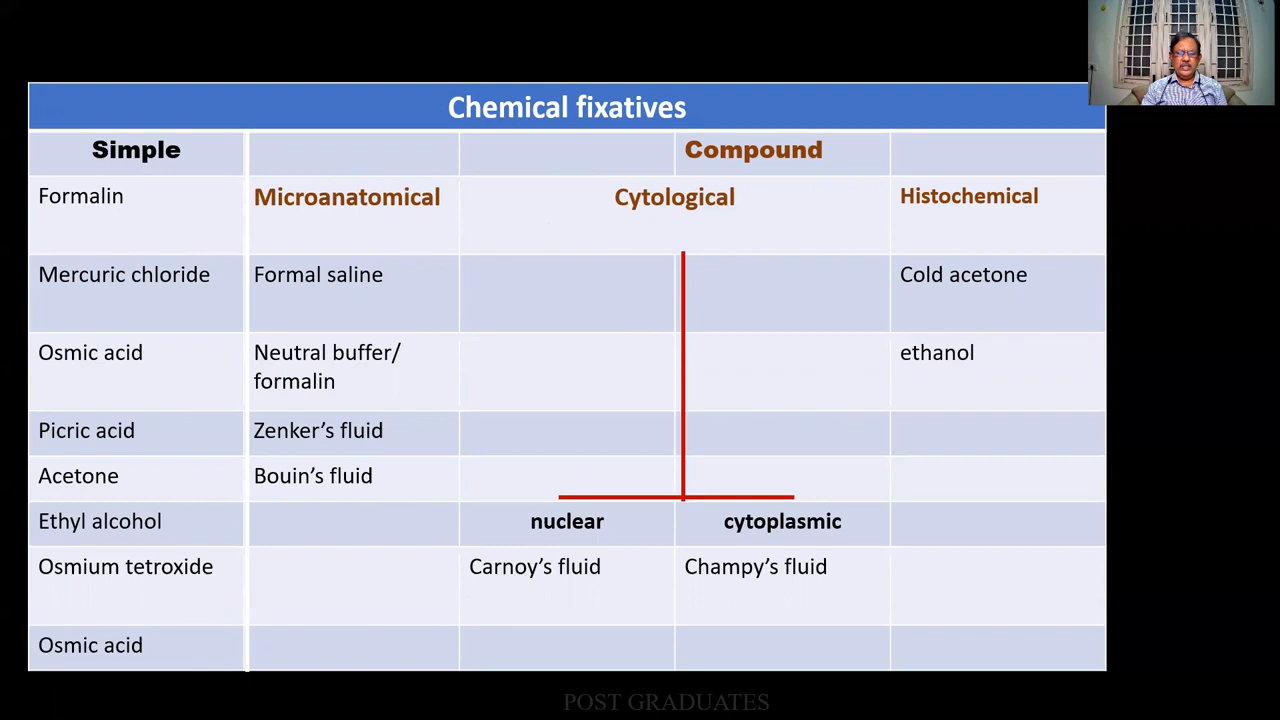 Chemical fixatives
Simple Compound
Formalin Microanatomical Cytological Histochemical
Mercuric chloride Formal saline Cold acetone
Osmic acid Neutral buffer/ ethanol
formalin
Picric acid Zenker’s fluid
Acetone Bouin’s fluid
Ethyl alcohol nuclear cytoplasmic
Osmium tetroxide Carnoy’s fluid Champy’s fluid
Osmic acid
POST GRADUATES